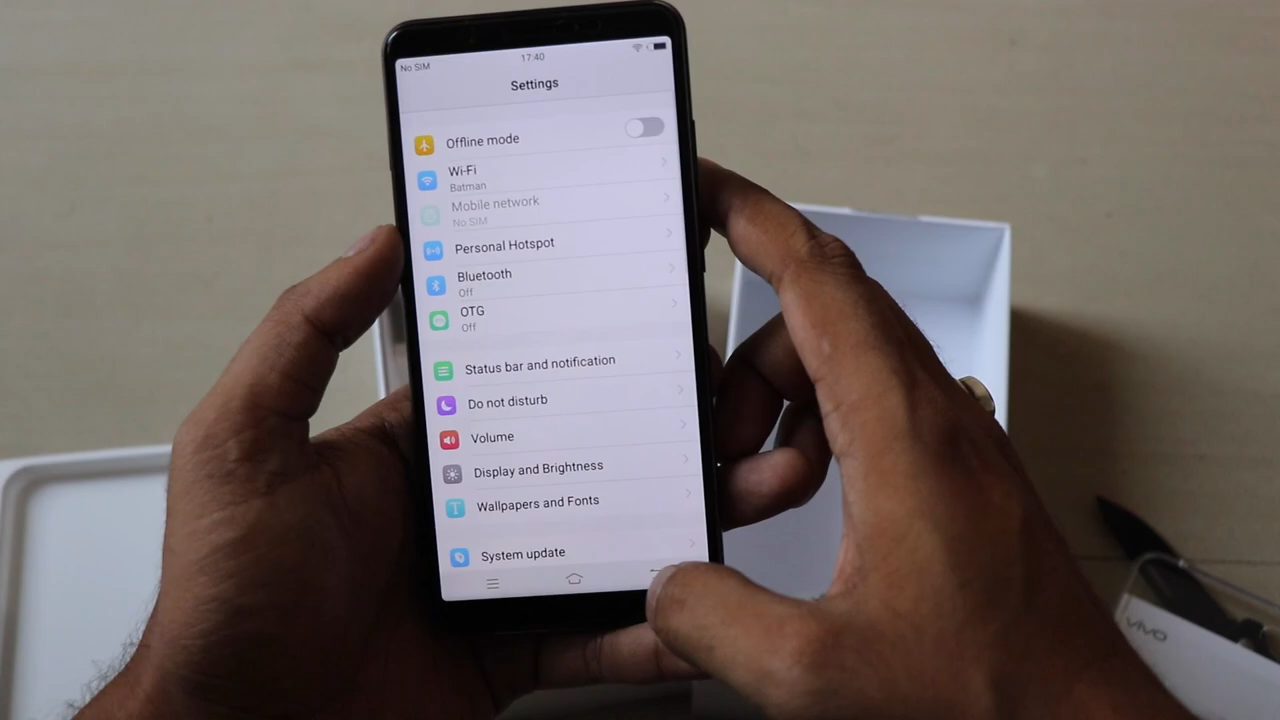 No SIM 17:40
Settings
Offline mode
Wi-Fi
Batman
Mobile network
No SIM
Personal Hotspot
Bluetooth
Off
OTG
Off
Status bar and notification
Do not disturb
Volume
Display and Brightness
T Wallpapers and Fonts
System update
vivo